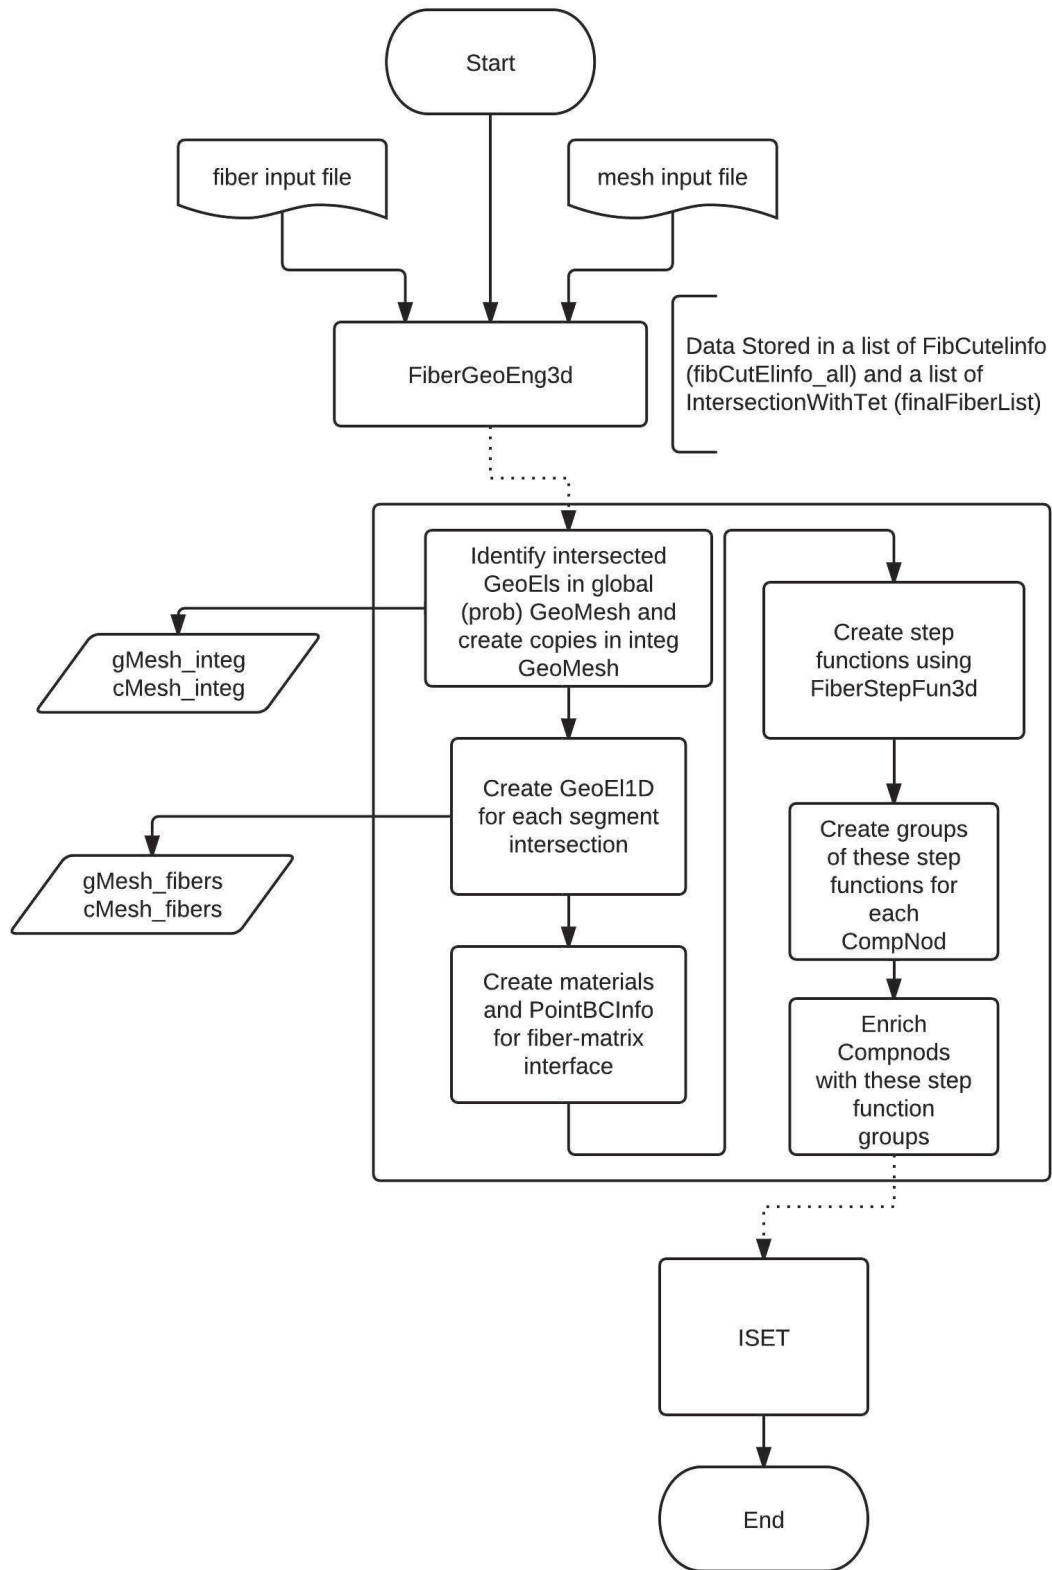 Start
fiber input file
mesh input file
FiberGeoEng3d
Data Stored in a list of FibCutelinfo
(fibCutElinfo_all) and a list of
IntersectionWithTet (finalFiberList)
Identify intersected
GeoEls in global
(prob) GeoMesh and
create copies in integ
GeoMesh
gMesh_integ
cMesh_integ
Create GeoEl1D
for each segment
intersection
gMesh_fibers
cMesh_fibers
Create materials
and PointBCInfo
for fiber-matrix
interface
Create step
functions using
FiberStepFun3d
Create groups
of these step
functions for
each
CompNod
Enrich
Compnods
with these step
function
groups
ISET
End